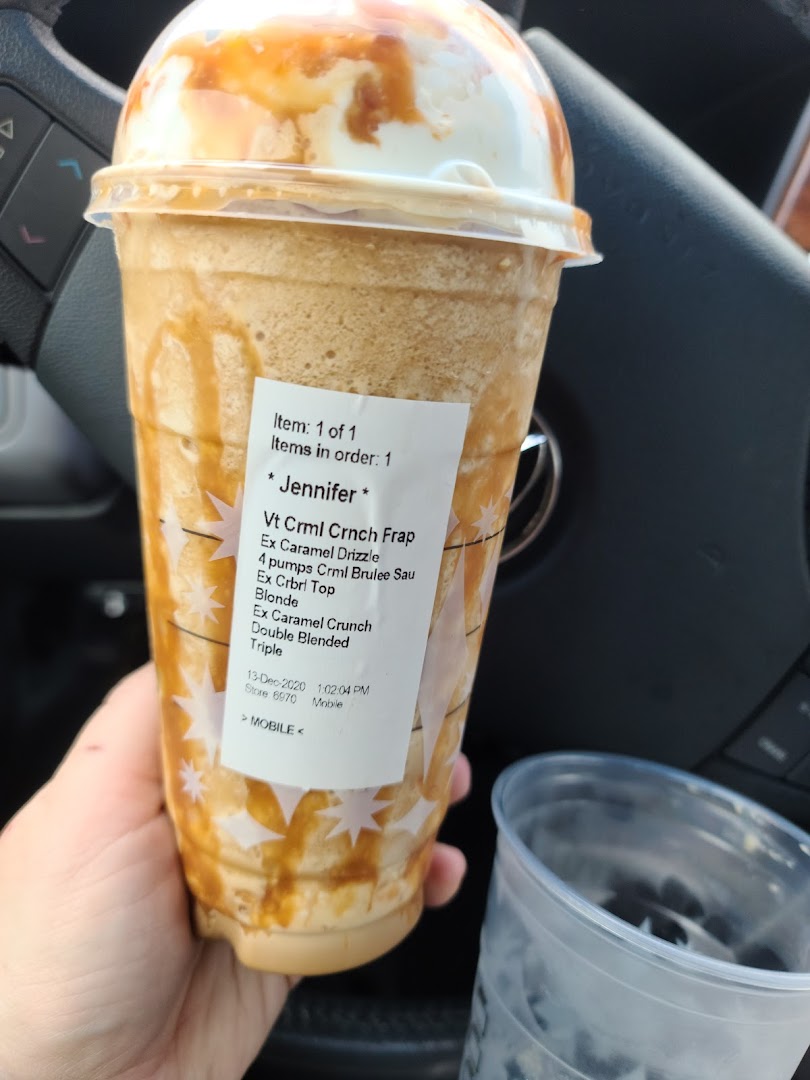 Item: 1 of 1
Items in order: 1
* Jennifer *
Vt Crml Crnch Frap
Ex Caramel Drizzle
4 pumps Crml Brulee Sau
Ex Crbrl Top
Blonde
Ex Caramel Crunch
Double Blended
Triple
13-Dec-2020 1:02:04 PM
Store 6970 Mobile
> MOBILE <